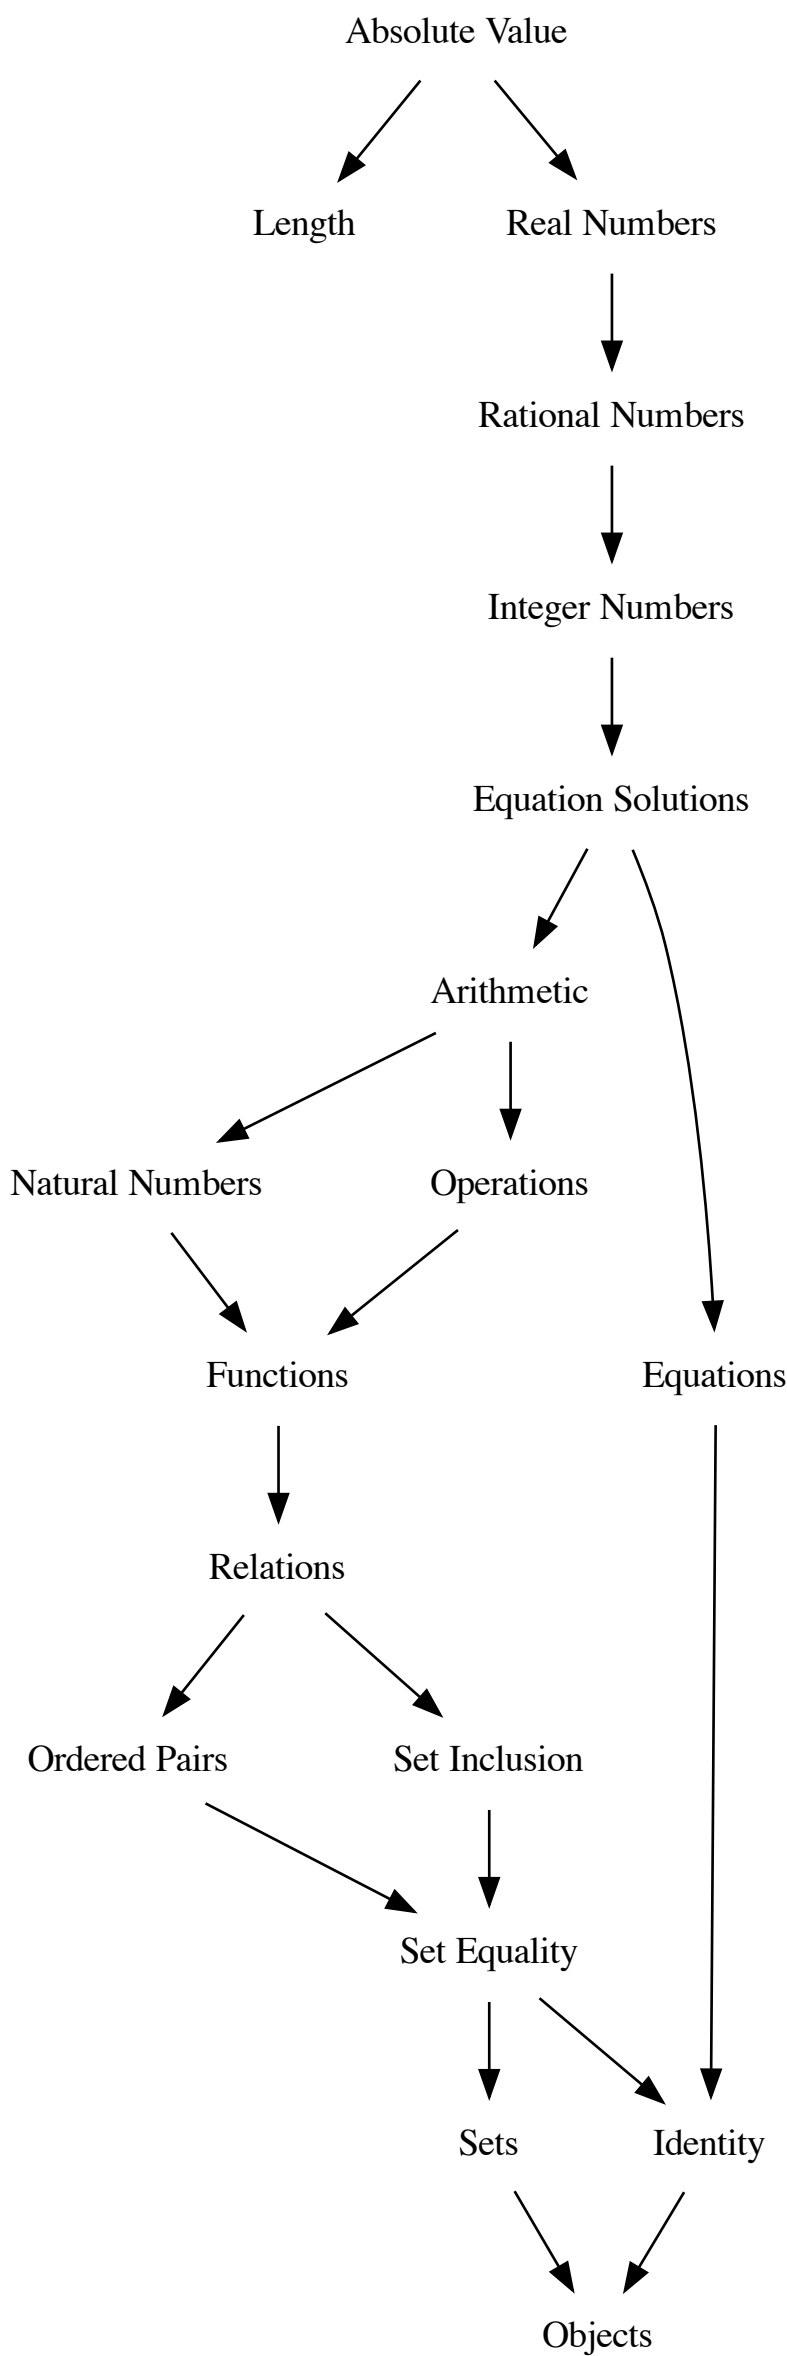 Absolute Value
Length
Real Numbers
Rational Numbers
Integer Numbers
Equation Solutions
Arithmetic
Natural Numbers
Operations
Functions
Equations
Relations
Ordered Pairs
Set Inclusion
Set Equality
Sets
Identity
Objects